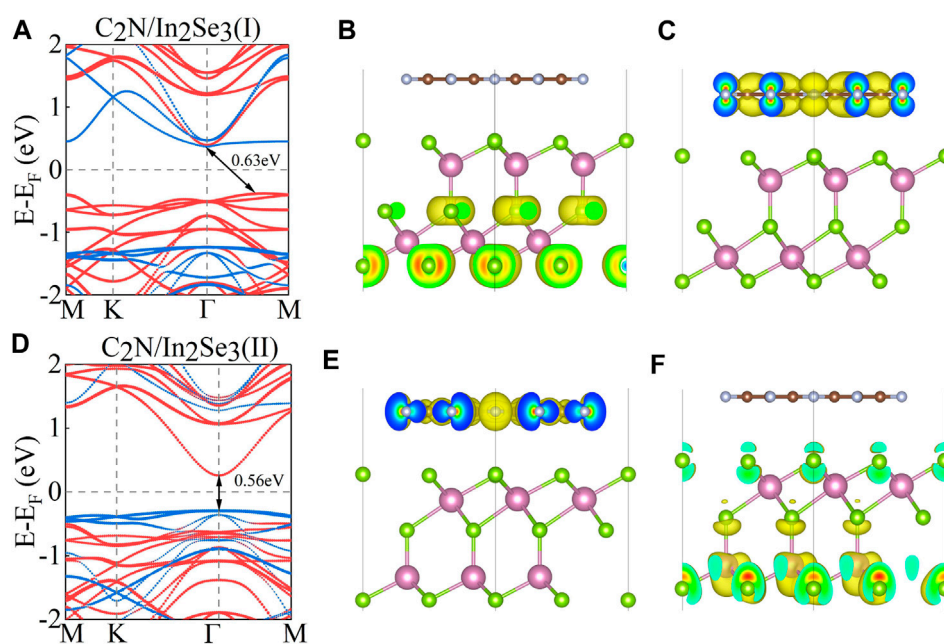 A
C2N/In2Se3(I)
B
C
2
1
0
-1
-2
E-EF (eV)
0.63eV
M K Γ M
D
C2N/In2Se3(II)
E
F
2
1
0
-1
-2
E-EF (eV)
0.56eV
M K Γ M